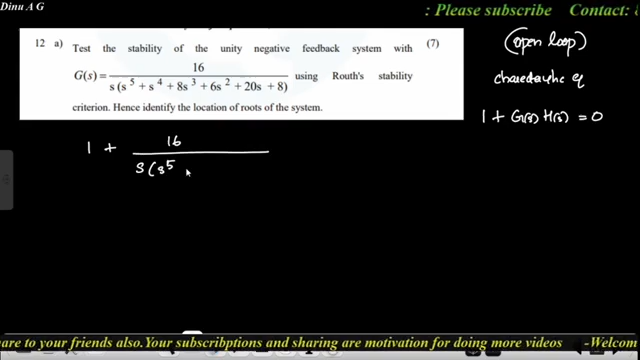 Dinu A G
: Please subscribe Contact: 8
12 a) Test the stability of the unity negative feedback system with (7)
G(s) = 16 / s(s^5 + s^4 + 8s^3 + 6s^2 + 20s + 8) using Routh's stability
criterion. Hence identify the location of roots of the system.
(open loop)
1 + G(s) H(s) = 0
1 + 16 / s(s^5
are to your friends also.Your subscribptions and sharing are motivation for doing more videos -Welcom